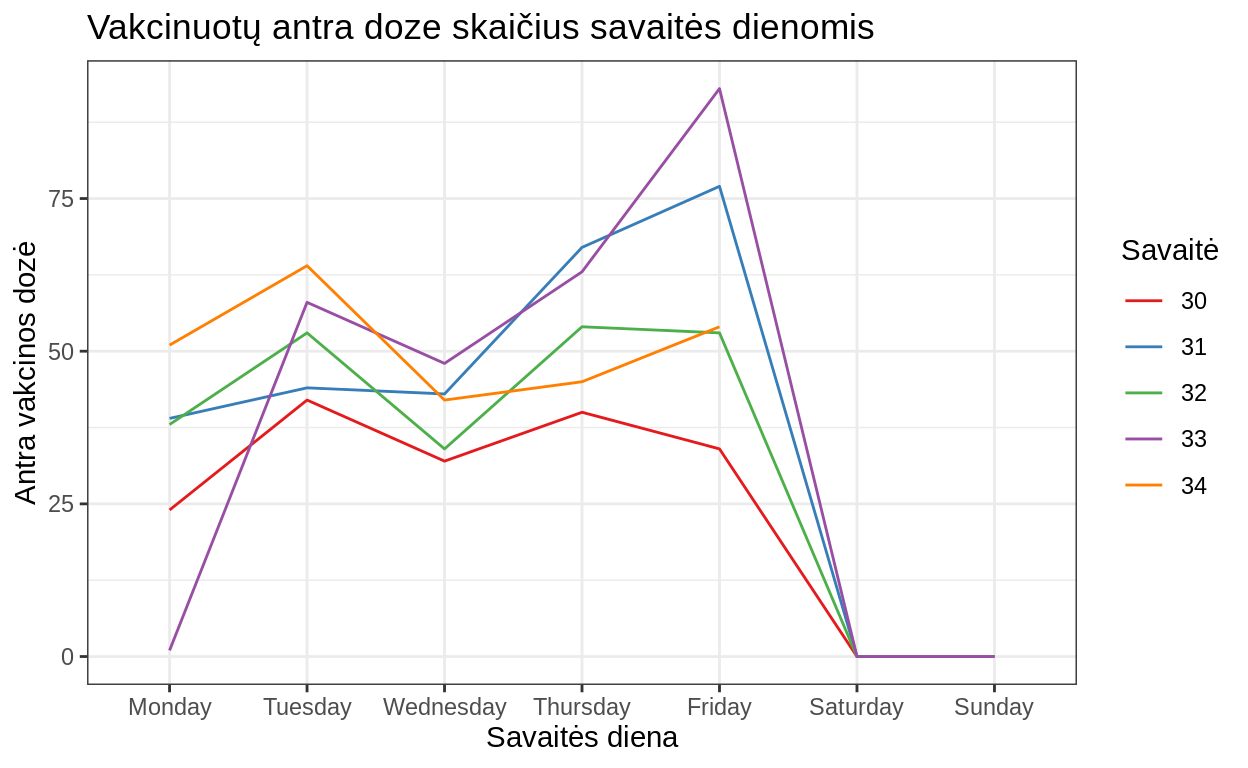 Vakcinuotų antra doze skaičius savaitės dienomis
Antra vakcinos dozė
75
50
25
0
Monday Tuesday Wednesday Thursday Friday Saturday Sunday
Savaitės diena
Savaitė
30
31
32
33
34